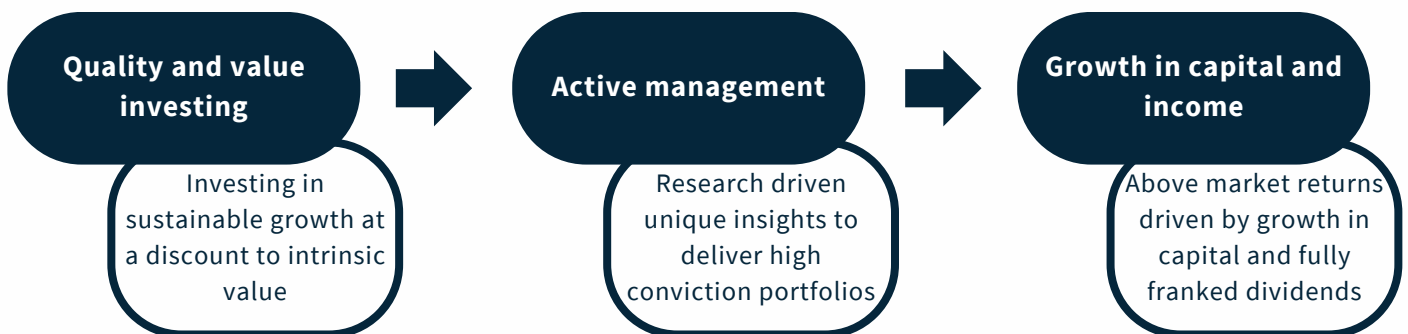 Quality and value
investing
Investing in
sustainable growth at
a discount to intrinsic
value
Active management
Research driven
unique insights to
deliver high
conviction portfolios
Growth in capital and
income
Above market returns
driven by growth in
capital and fully
franked dividends